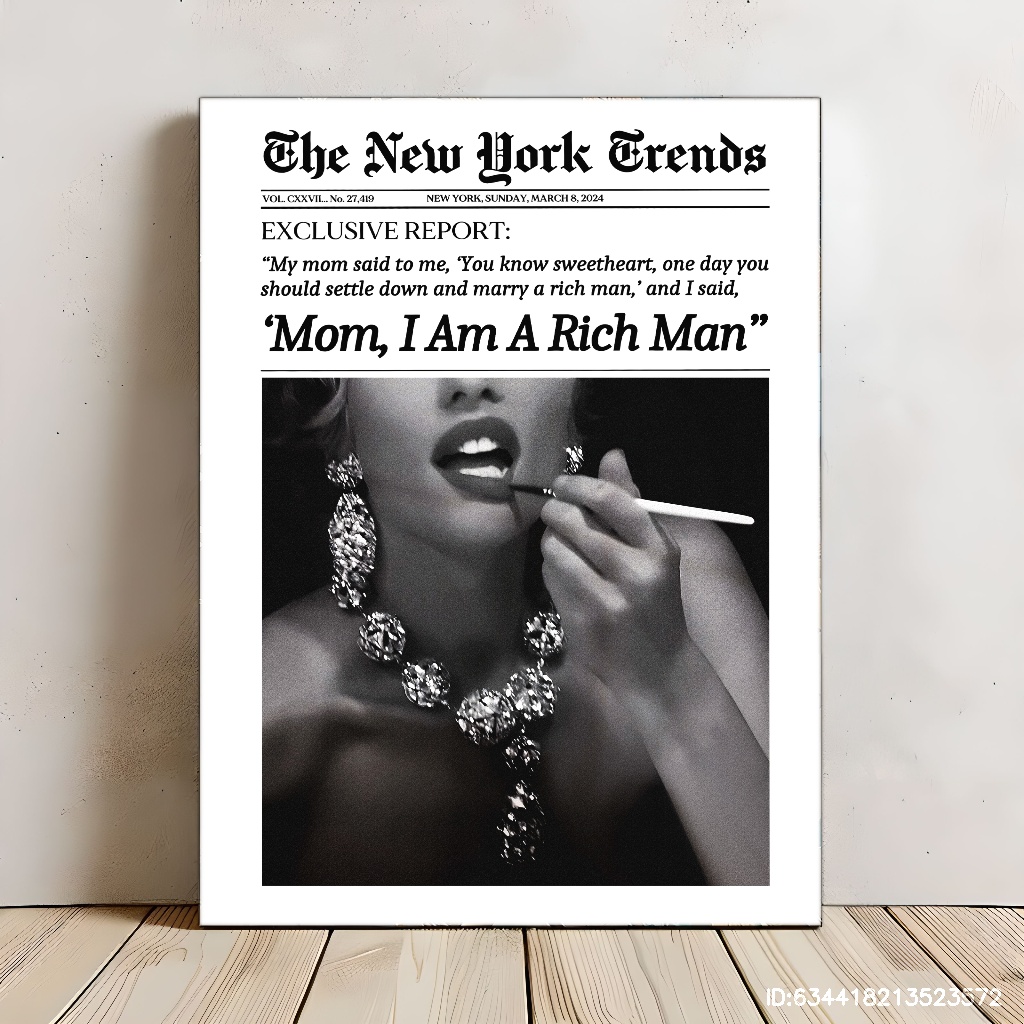 The New York Trends
VOL. CXXVII... No. 27,419 NEW YORK, SUNDAY, MARCH 8, 2024
EXCLUSIVE REPORT:
“My mom said to me, ‘You know sweetheart, one day you
should settle down and marry a rich man,’ and I said,
‘Mom, I Am A Rich Man”
ID:634418213523572